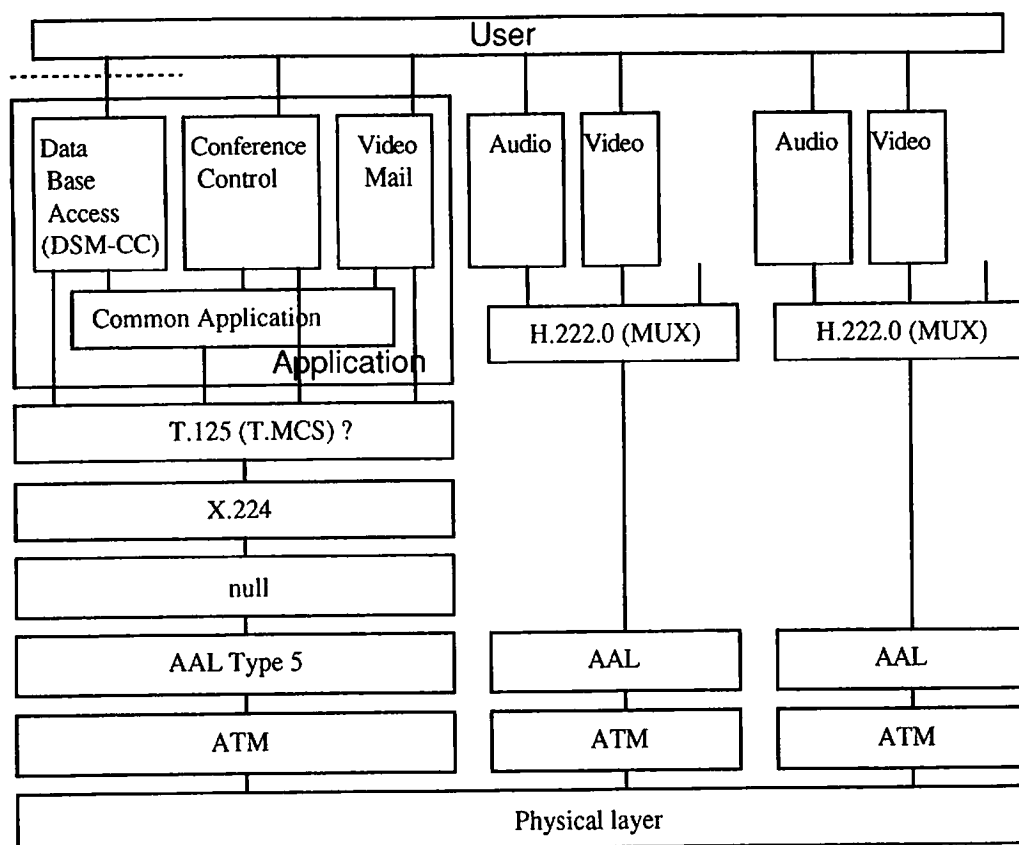 User
Data
Base
Access
(DSM-CC)
Conference
Control
Video
Mail
Audio
Video
Audio
Video
Common Application
Application
H.222.0 (MUX)
H.222.0 (MUX)
T.125 (T.MCS) ?
X.224
null
AAL Type 5
AAL
AAL
ATM
ATM
ATM
Physical layer